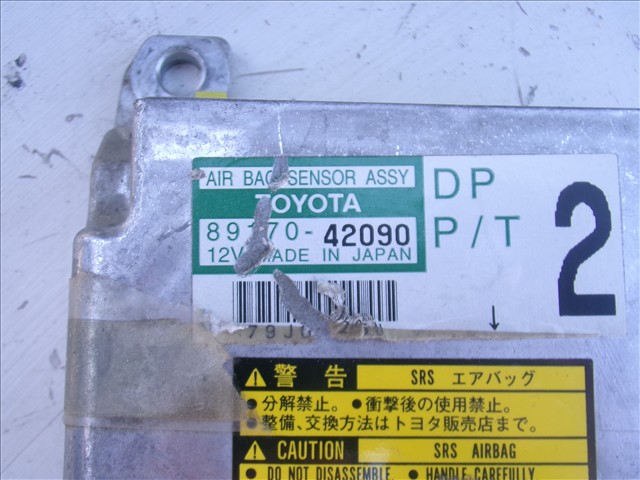 AIR BAG SENSOR ASSY
TOYOTA
89170-42090
12V MADE IN JAPAN
DP
P/T
2
警告 SRS エアバッグ
●分解禁止。 ●衝撃後の使用禁止。
●整備、交換方法はトヨタ販売店まで。
CAUTION SRS AIRBAG
● DO NOT DISASSEMBLE. ● HANDLE CAREFULLY.